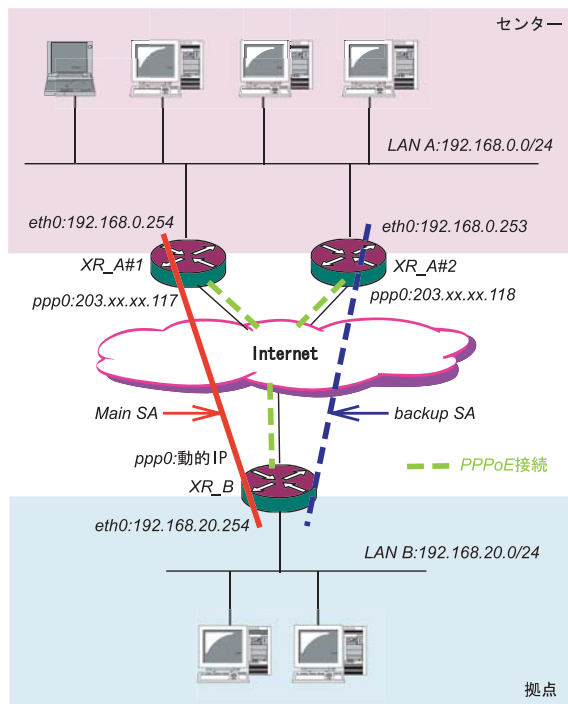 センター
LAN A:192.168.0.0/24
eth0:192.168.0.254
eth0:192.168.0.253
XR_A#1
XR_A#2
ppp0:203.xx.xx.117
ppp0:203.xx.xx.118
Internet
Main SA
backup SA
ppp0:動的IP
PPPoE接続
XR_B
eth0:192.168.20.254
LAN B:192.168.20.0/24
拠点